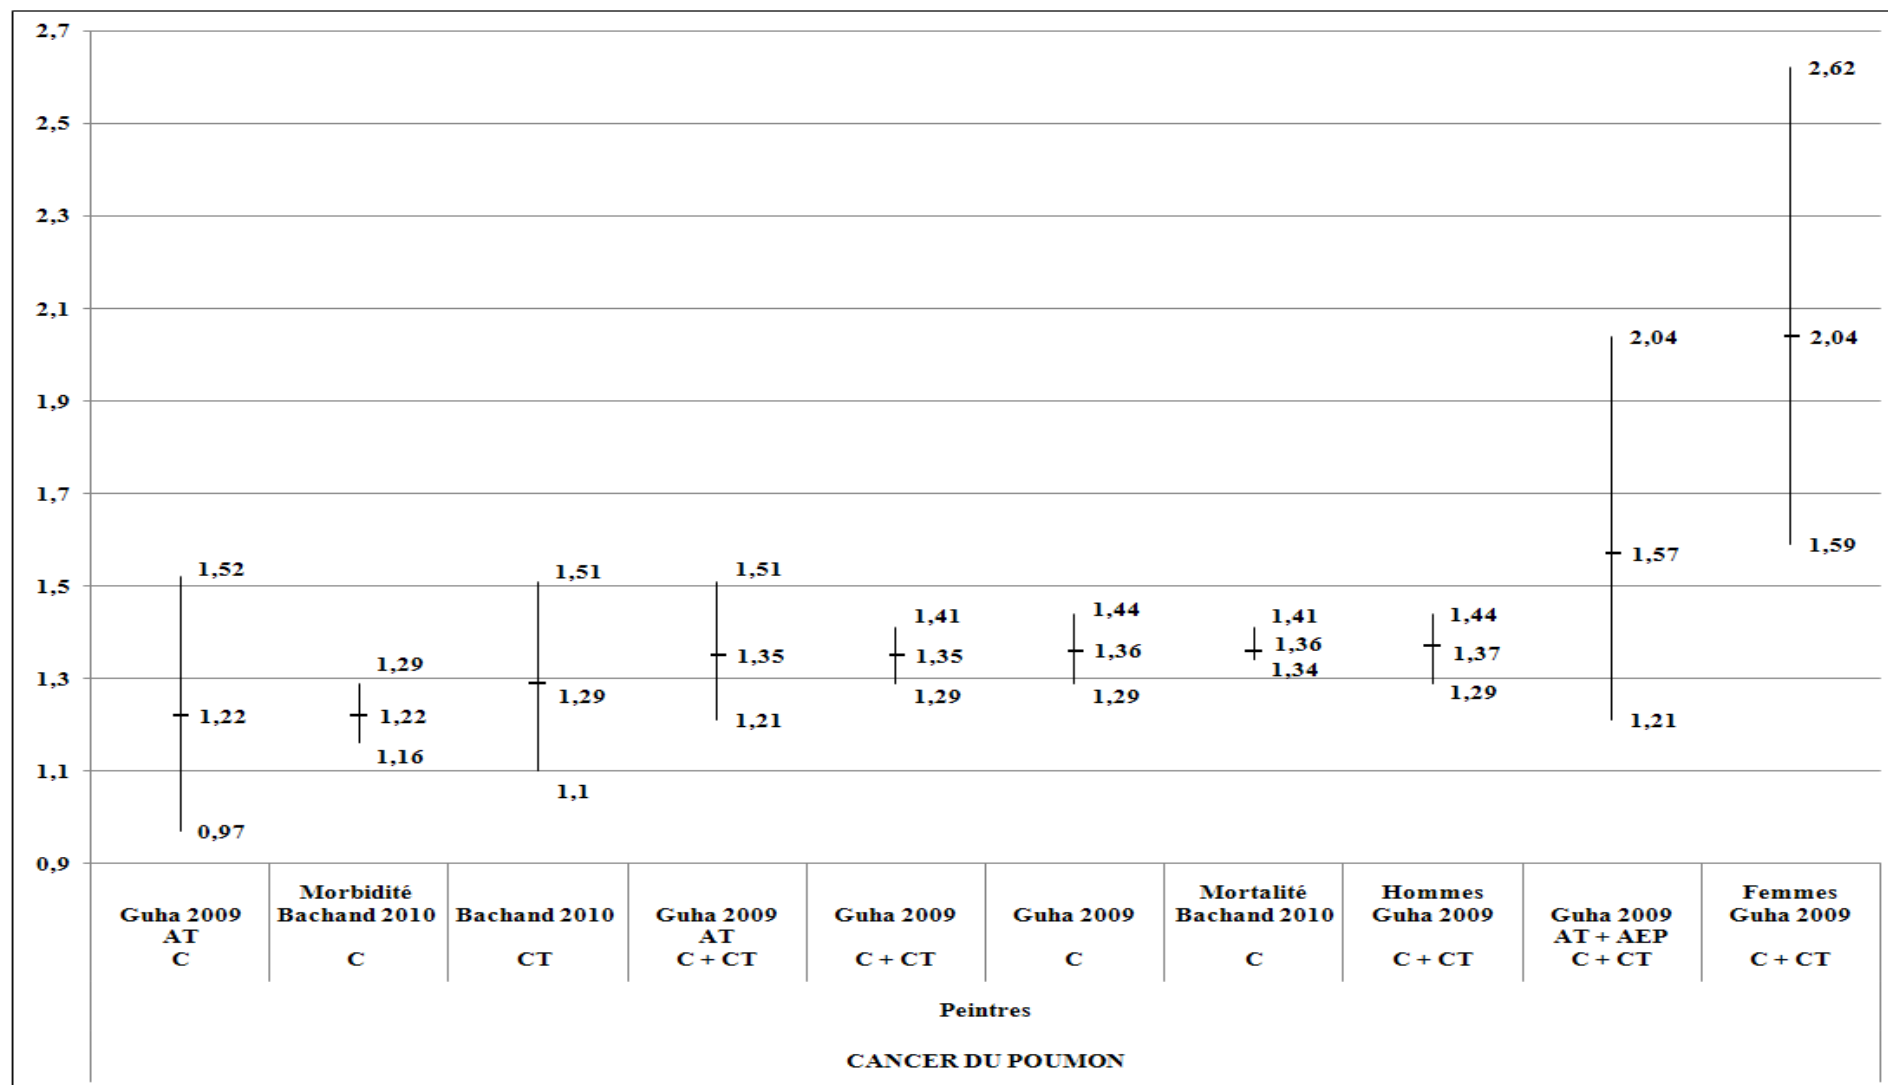 2,7
2,5
2,3
2,1
1,9
1,7
1,5
1,3
1,1
0,9
1,52
1,22
0,97
1,29
1,22
1,16
1,51
1,29
1,1
1,51
1,35
1,21
1,41
1,35
1,29
1,44
1,36
1,29
1,41
1,36
1,34
1,44
1,37
1,29
2,04
1,57
1,21
2,62
2,04
1,59
Guha 2009
AT
C
Morbidité
Bachand 2010
C
Bachand 2010
CT
Guha 2009
AT
C + CT
Guha 2009
C + CT
Guha 2009
C
Mortalité
Bachand 2010
C
Hommes
Guha 2009
C + CT
Guha 2009
AT + AEP
C + CT
Femmes
Guha 2009
C + CT
Peintres
CANCER DU POUMON